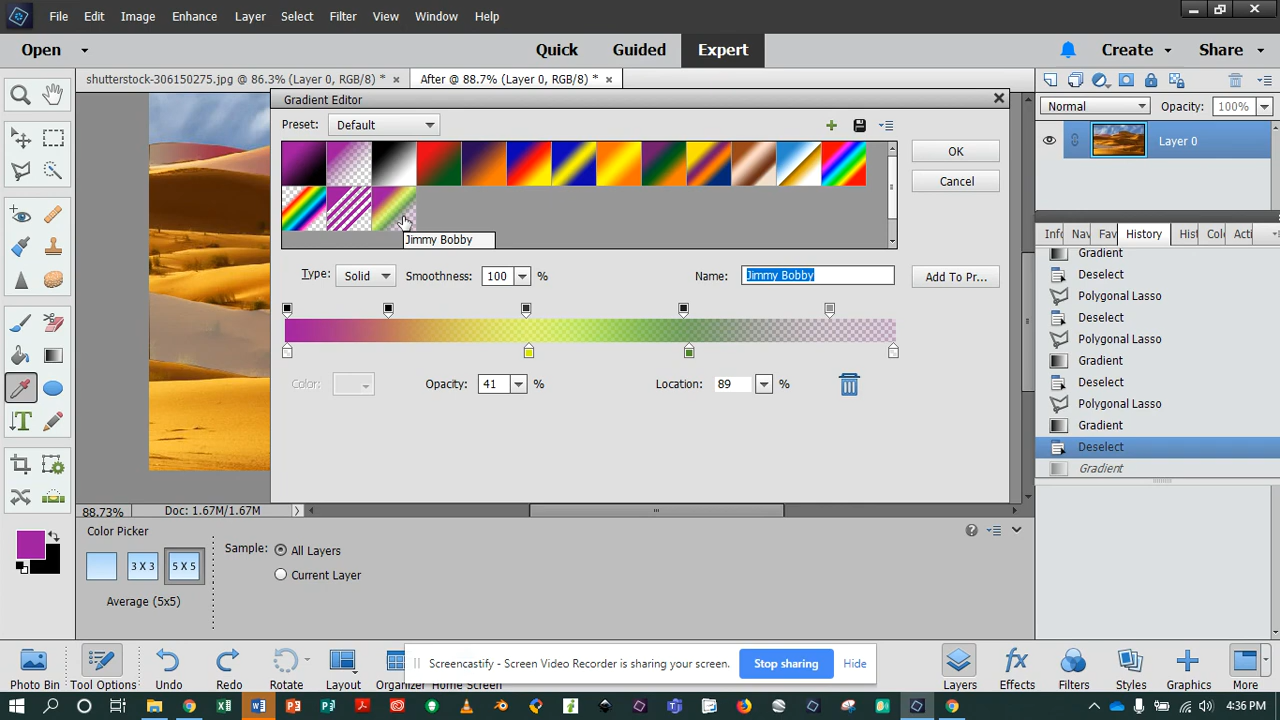 File Edit Image Enhance Layer Select Filter View Window Help
Open Quick Guided Expert Create Share
shutterstock-306150275.jpg @ 86.3% (Layer 0, RGB/8) * × After @ 88.7% (Layer 0, RGB/8) * ×
Gradient Editor
Normal Opacity: 100%
Preset: Default
OK
Layer 0
Cancel
Jimmy Bobby
Info Nav Fav History Hist Col Acti
Gradient
Deselect
Polygonal Lasso
Deselect
Polygonal Lasso
Gradient
Deselect
Polygonal Lasso
Gradient
Deselect
Gradient
Type: Solid Smoothness: 100 % Name: Jimmy Bobby Add To Pr...
Color: Opacity: 41 % Location: 89 %
88.73% Doc: 1.67M/1.67M
Color Picker
Sample: All Layers
Current Layer
3 X 3 5 X 5
Average (5x5)
Screencastify - Screen Video Recorder is sharing your screen. Stop sharing Hide
Photo Bin Tool Options Undo Redo Rotate Layout Organizer Home Screen Layers Effects Filters Styles Graphics More
4:36 PM